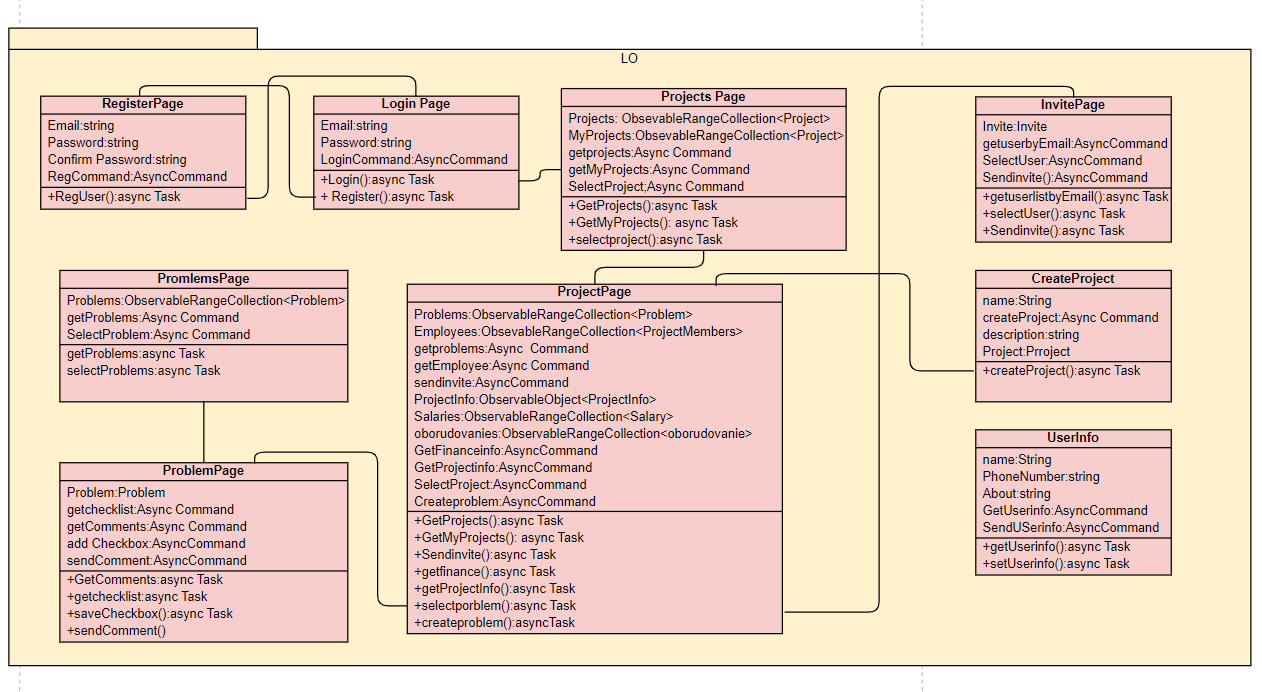 LO
RegisterPage
Email:string
Password:string
Confirm Password:string
RegCommand:AsyncCommand
+RegUser():async Task
Login Page
Email:string
Password:string
LoginCommand:AsyncCommand
+Login():async Task
+ Register():async Task
Projects Page
Projects: ObsevableRangeCollection<Project>
MyProjects:ObsevableRangeCollection<Project>
getprojects:Async Command
getMyProjects:Async Command
SelectProject;Async Command
+GetProjects():async Task
+GetMyProjects(): async Task
+selectproject():async Task
InvitePage
Invite:Invite
getuserbyEmail:AsyncCommand
SelectUser:AsyncCommand
Sendinvite():AsyncCommand
+getuserlistbyEmail():async Task
+selectUser():async Task
+Sendinvite():async Task
PromlemsPage
Problems:ObservableRangeCollection<Problem>
getProblems:Async Command
SelectProblem:Async Command
getProblems:async Task
selectProblems:async Task
ProjectPage
Problems:ObservableRangeCollection<Problem>
Employees:ObsevableRangeCollection<ProjectMembers>
getproblems:Async  Command
getEmployee:Async Command
sendinvite:AsyncCommand
ProjectInfo:ObservableObject<ProjectInfo>
Salaries:ObservableRangeCollection<Salary>
oborudovanies:ObservableRangeCollection<oborudovanie>
GetFinanceinfo:AsyncCommand
GetProjectinfo:AsyncCommand
SelectProject:AsyncCommand
Createproblem:AsyncCommand
+GetProjects():async Task
+GetMyProjects(): async Task
+Sendinvite():async Task
+getfinance():async Task
+getProjectInfo():async Task
+selectporblem():async Task
+createproblem():asyncTask
CreateProject
name:String
createProject:Async Command
description:string
Project:Prroject
+createProject():async Task
ProblemPage
Problem:Problem
getchecklist:Async Command
getComments:Async Command
add Checkbox:AsyncCommand
sendComment:AsyncCommand
+GetComments:async Task
+getchecklist:async Task
+saveCheckbox():async Task
+sendComment()
UserInfo
name:String
PhoneNumber:string
About:string
GetUserinfo:AsyncCommand
SendUSerinfo:AsyncCommand
+getUserinfo():async Task
+setUserinfo():async Task